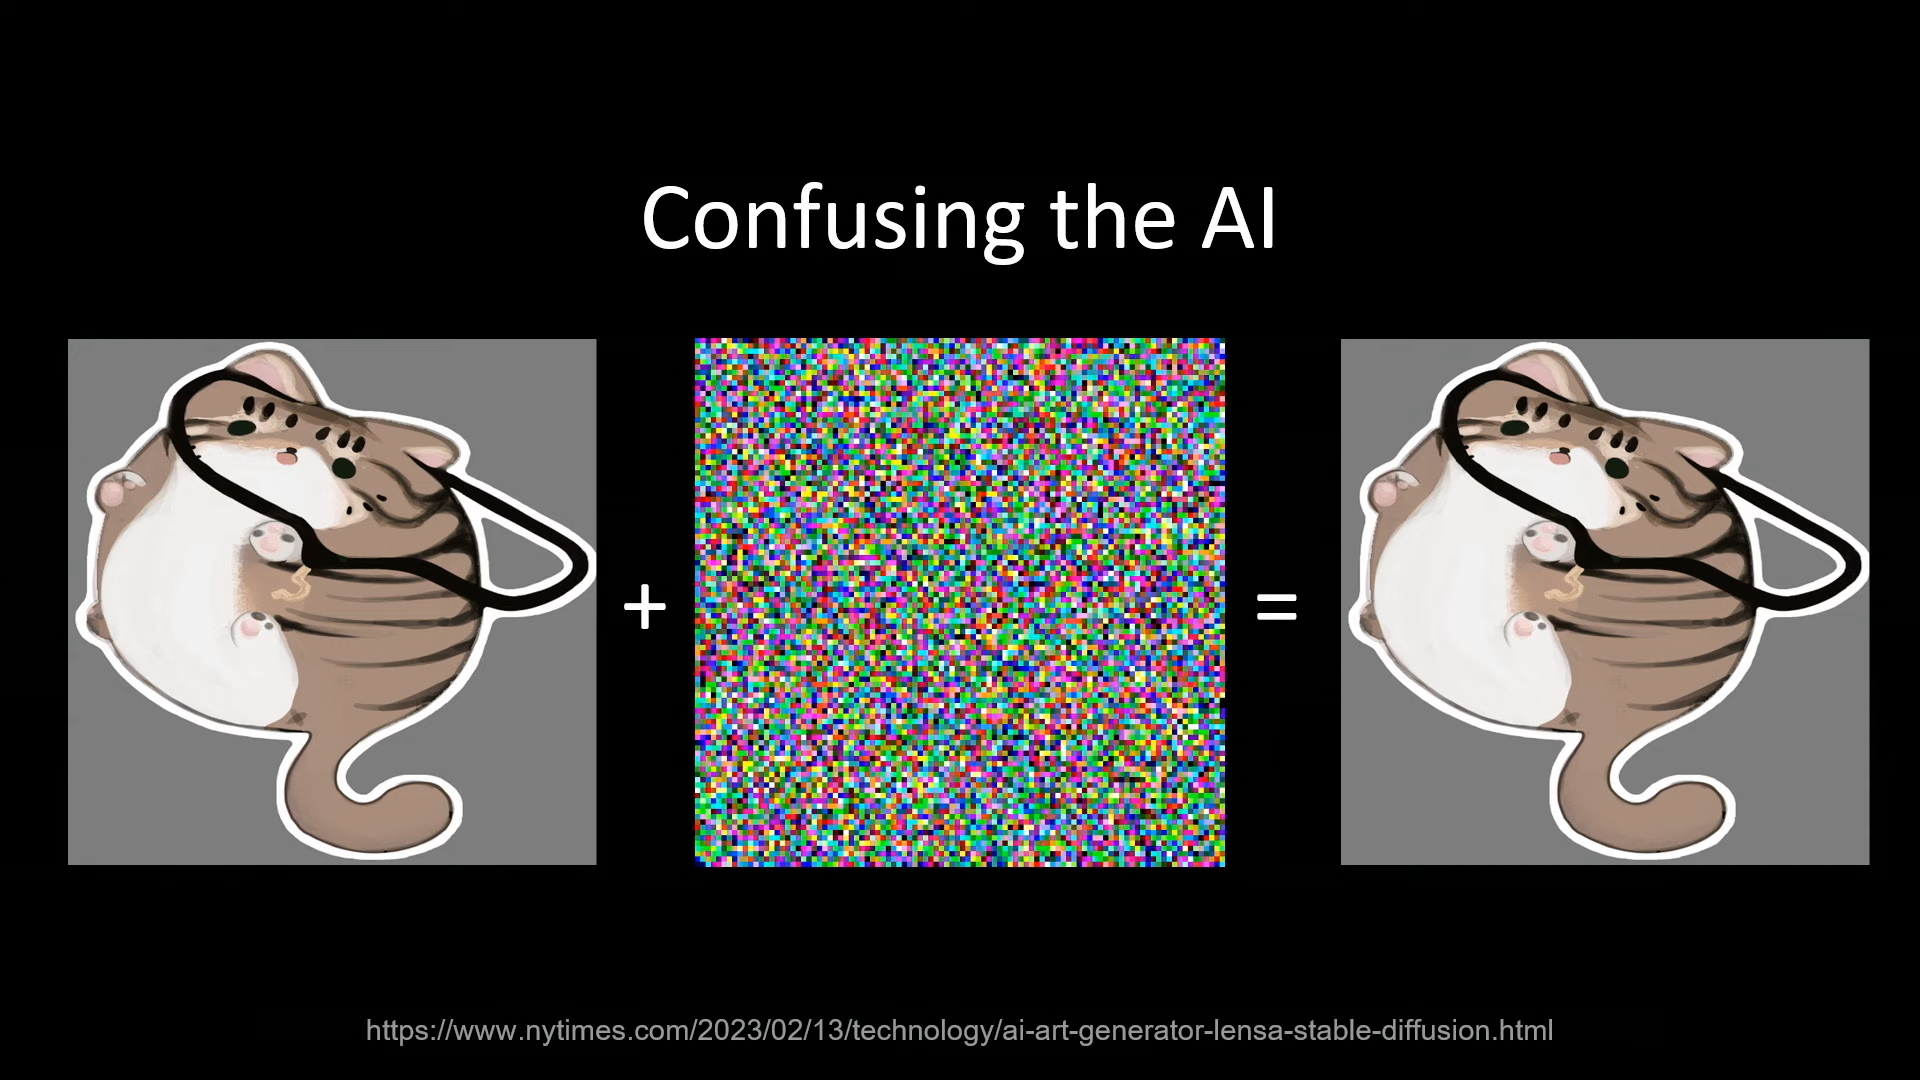 Confusing the AI
+ =
https://www.nytimes.com/2023/02/13/technology/ai-art-generator-lensa-stable-diffusion.html